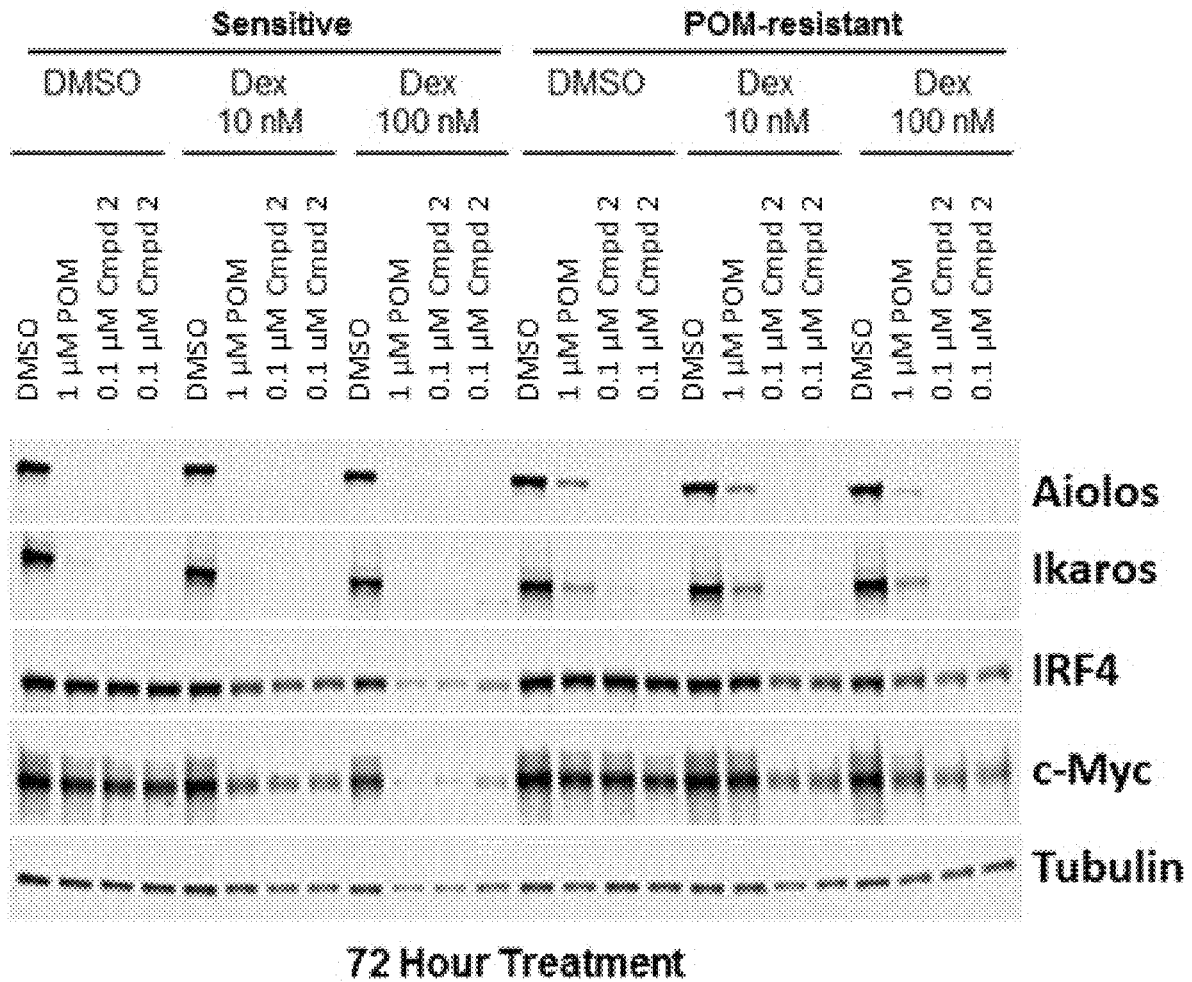 Sensitive POM-resistant
DMSO Dex 10 nM Dex 100 nM DMSO Dex 10 nM Dex 100 nM
DMSO
1 µM POM
0.1 µM Cmpd 2
0.1 µM Cmpd 2
DMSO
1 µM POM
0.1 µM Cmpd 2
0.1 µM Cmpd 2
DMSO
1 µM POM
0.1 µM Cmpd 2
0.1 µM Cmpd 2
DMSO
1 µM POM
0.1 µM Cmpd 2
0.1 µM Cmpd 2
DMSO
1 µM POM
0.1 µM Cmpd 2
0.1 µM Cmpd 2
DMSO
1 µM POM
0.1 µM Cmpd 2
0.1 µM Cmpd 2
Aiolos
Ikaros
IRF4
c-Myc
Tubulin
72 Hour Treatment